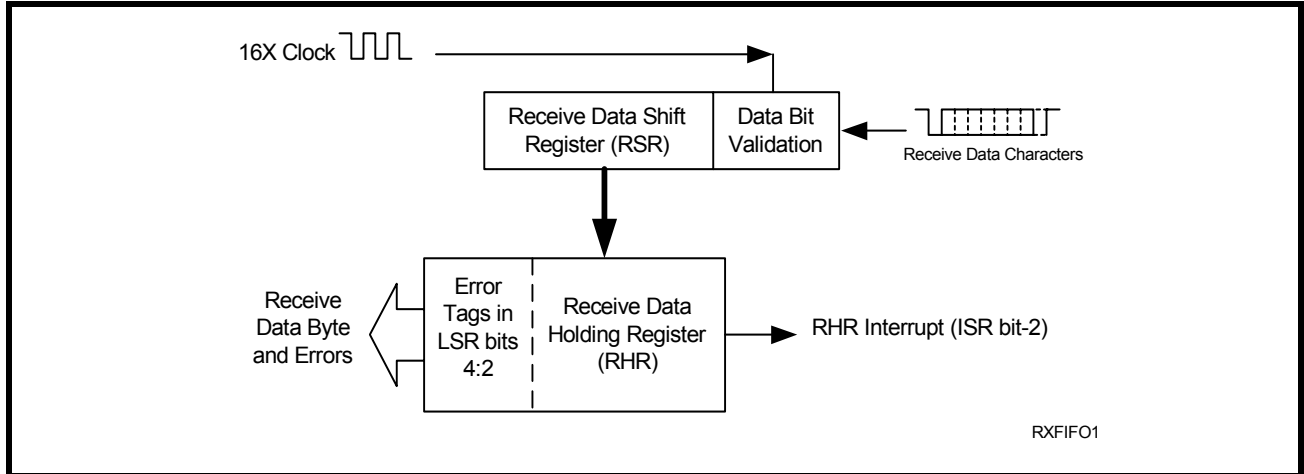 16X Clock
Receive Data Shift
Register (RSR)
Data Bit
Validation
Receive Data Characters
Receive
Data Byte
and Errors
Error
Tags in
LSR bits
4:2
Receive Data
Holding Register
(RHR)
RHR Interrupt (ISR bit-2)
RXFIFO1